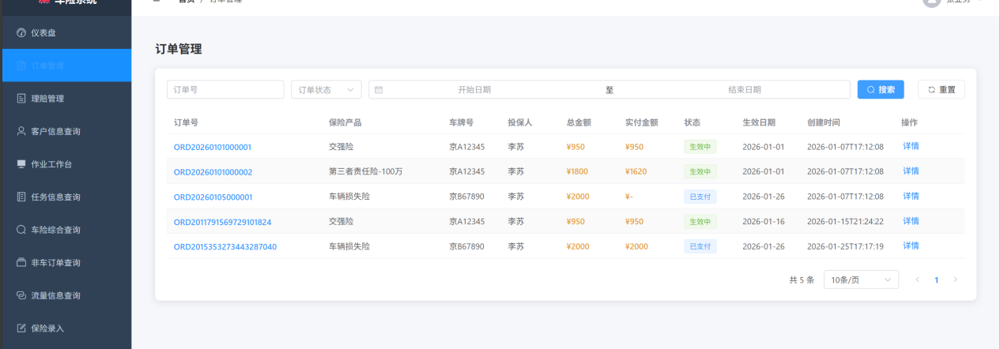 车险系统
首页 / 订单管理
张业务
仪表盘
订单管理
理赔管理
客户信息查询
作业工作台
任务信息查询
车险综合查询
非车订单查询
流量信息查询
保险录入
订单管理
订单号 订单状态 开始日期 至 结束日期 搜索 重置
订单号 保险产品 车牌号 投保人 总金额 实付金额 状态 生效日期 创建时间 操作
ORD20260101000001 交强险 京A12345 李苏 ¥950 ¥950 生效中 2026-01-01 2026-01-07T17:12:08 详情
ORD20260101000002 第三者责任险-100万 京A12345 李苏 ¥1800 ¥1620 生效中 2026-01-01 2026-01-07T17:12:08 详情
ORD20260105000001 车辆损失险 京B67890 李苏 ¥2000 ¥- 已支付 2026-01-26 2026-01-07T17:12:08 详情
ORD2011791569729101824 交强险 京A12345 李苏 ¥950 ¥950 生效中 2026-01-16 2026-01-15T21:24:22 详情
ORD2015353273443287040 车辆损失险 京B67890 李苏 ¥2000 ¥2000 已支付 2026-01-26 2026-01-25T17:17:19 详情
共 5 条 10条/页 1